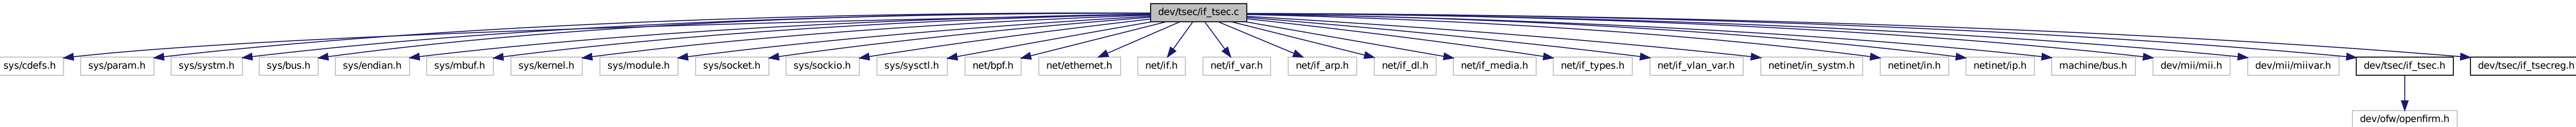 dev/tsec/if_tsec.c
sys/cdefs.h
sys/param.h
sys/systm.h
sys/bus.h
sys/endian.h
sys/mbuf.h
sys/kernel.h
sys/module.h
sys/socket.h
sys/sockio.h
sys/sysctl.h
net/bpf.h
net/ethernet.h
net/if.h
net/if_var.h
net/if_arp.h
net/if_dl.h
net/if_media.h
net/if_types.h
net/if_vlan_var.h
netinet/in_systm.h
netinet/in.h
netinet/ip.h
machine/bus.h
dev/mii/mii.h
dev/mii/miivar.h
dev/tsec/if_tsec.h
dev/tsec/if_tsecreg.h
dev/ofw/openfirm.h